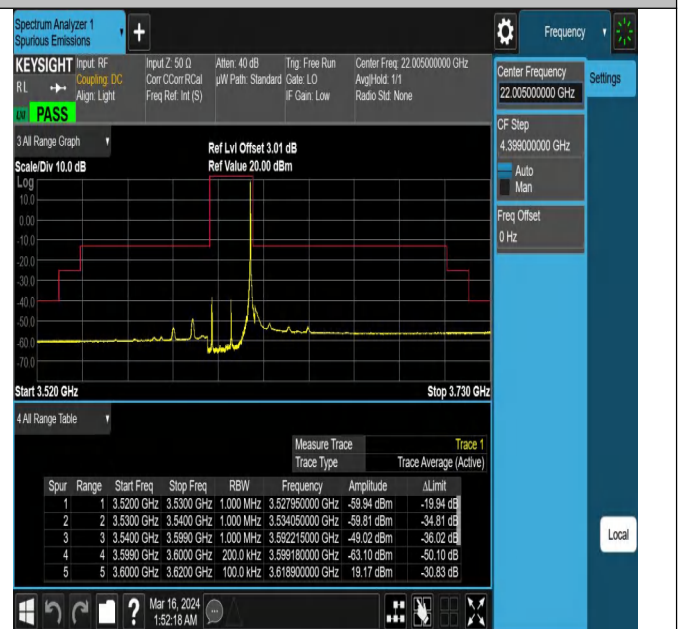 Spectrum Analyzer 1
Spurious Emissions
Frequency
KEYSIGHT
RL
Input: RF
Coupling: DC
Align: Light
Input Z: 50 Ω
Corr CCorr RCal
Freq Ref: Int (S)
Atten: 40 dB
µW Path: Standard
Trig: Free Run
Gate: LO
IF Gain: Low
Center Freq: 22.005000000 GHz
Avg|Hold: 1/1
Radio Std: None
PASS
Center Frequency
22.005000000 GHz
Settings
CF Step
4.399000000 GHz
Auto
Man
Freq Offset
0 Hz
3 All Range Graph
Scale/Div 10.0 dB
Ref Lvl Offset 3.01 dB
Ref Value 20.00 dBm
Log
10.0
0.00
-10.0
-20.0
-30.0
-40.0
-50.0
-60.0
-70.0
Start 3.520 GHz
Stop 3.730 GHz
4 All Range Table
Measure Trace Trace 1
Trace Type Trace Average (Active)
Spur Range Start Freq Stop Freq RBW Frequency Amplitude ΔLimit
1 1 3.5200 GHz 3.5300 GHz 1.000 MHz 3.527950000 GHz -59.94 dBm -19.94 dB
2 2 3.5300 GHz 3.5400 GHz 1.000 MHz 3.534050000 GHz -59.81 dBm -34.81 dB
3 3 3.5400 GHz 3.5990 GHz 1.000 MHz 3.592215000 GHz -49.02 dBm -36.02 dB
4 4 3.5990 GHz 3.6000 GHz 200.0 kHz 3.599180000 GHz -63.10 dBm -50.10 dB
5 5 3.6000 GHz 3.6200 GHz 100.0 kHz 3.618900000 GHz 19.17 dBm -30.83 dB
Local
?
Mar 16, 2024
1:52:18 AM